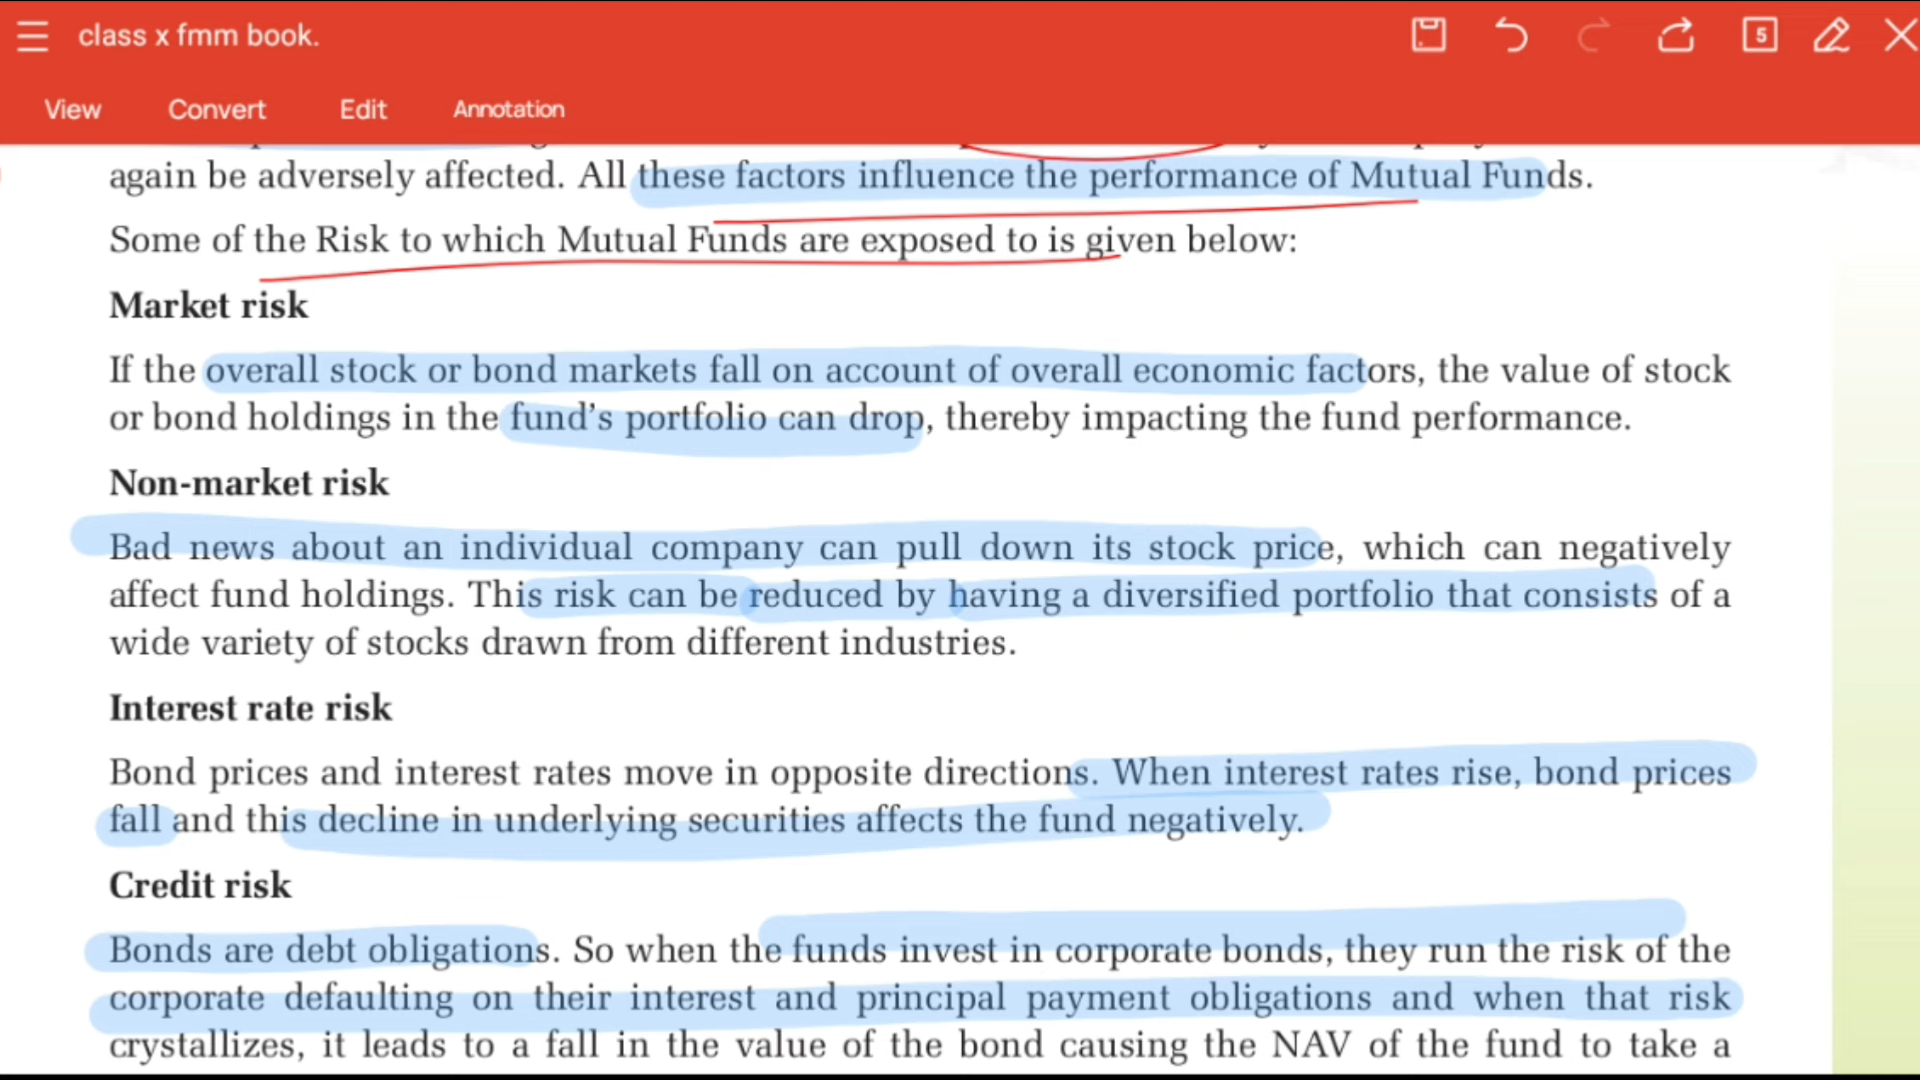 class x fmm book.
5
View Convert Edit Annotation
again be adversely affected. All these factors influence the performance of Mutual Funds.
Some of the Risk to which Mutual Funds are exposed to is given below:
Market risk
If the overall stock or bond markets fall on account of overall economic factors, the value of stock
or bond holdings in the fund’s portfolio can drop, thereby impacting the fund performance.
Non-market risk
Bad news about an individual company can pull down its stock price, which can negatively
affect fund holdings. This risk can be reduced by having a diversified portfolio that consists of a
wide variety of stocks drawn from different industries.
Interest rate risk
Bond prices and interest rates move in opposite directions. When interest rates rise, bond prices
fall and this decline in underlying securities affects the fund negatively.
Credit risk
Bonds are debt obligations. So when the funds invest in corporate bonds, they run the risk of the
corporate defaulting on their interest and principal payment obligations and when that risk
crystallizes, it leads to a fall in the value of the bond causing the NAV of the fund to take a